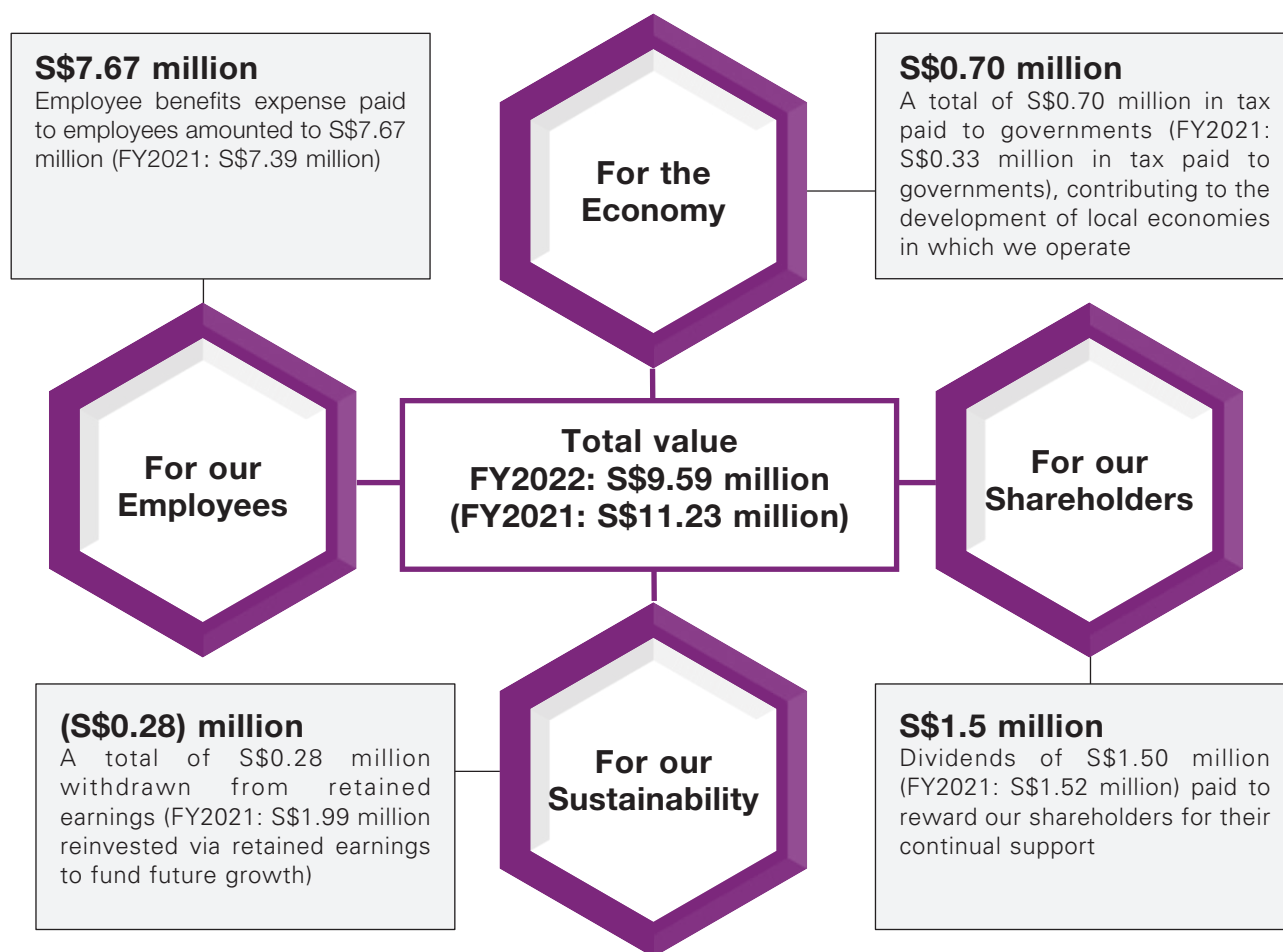 S$7.67 million
Employee benefits expense paid
to employees amounted to S$7.67
million (FY2021: S$7.39 million)
For the
Economy
S$0.70 million
A total of S$0.70 million in tax
paid to governments (FY2021:
S$0.33 million in tax paid to
governments), contributing to the
development of local economies
in which we operate
For our
Employees
Total value
FY2022: S$9.59 million
(FY2021: S$11.23 million)
For our
Shareholders
(S$0.28) million
A total of S$0.28 million
withdrawn from retained
earnings (FY2021: S$1.99 million
reinvested via retained earnings
to fund future growth)
For our
Sustainability
S$1.5 million
Dividends of S$1.50 million
(FY2021: S$1.52 million) paid to
reward our shareholders for their
continual support